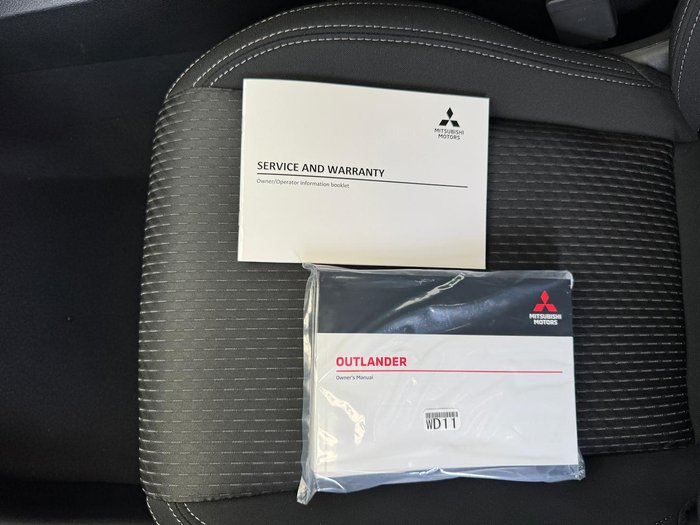 MITSUBISHI
MOTORS
SERVICE AND WARRANTY
Owner/Operator information booklet
MITSUBISHI
MOTORS
OUTLANDER
Owner's Manual
WD11